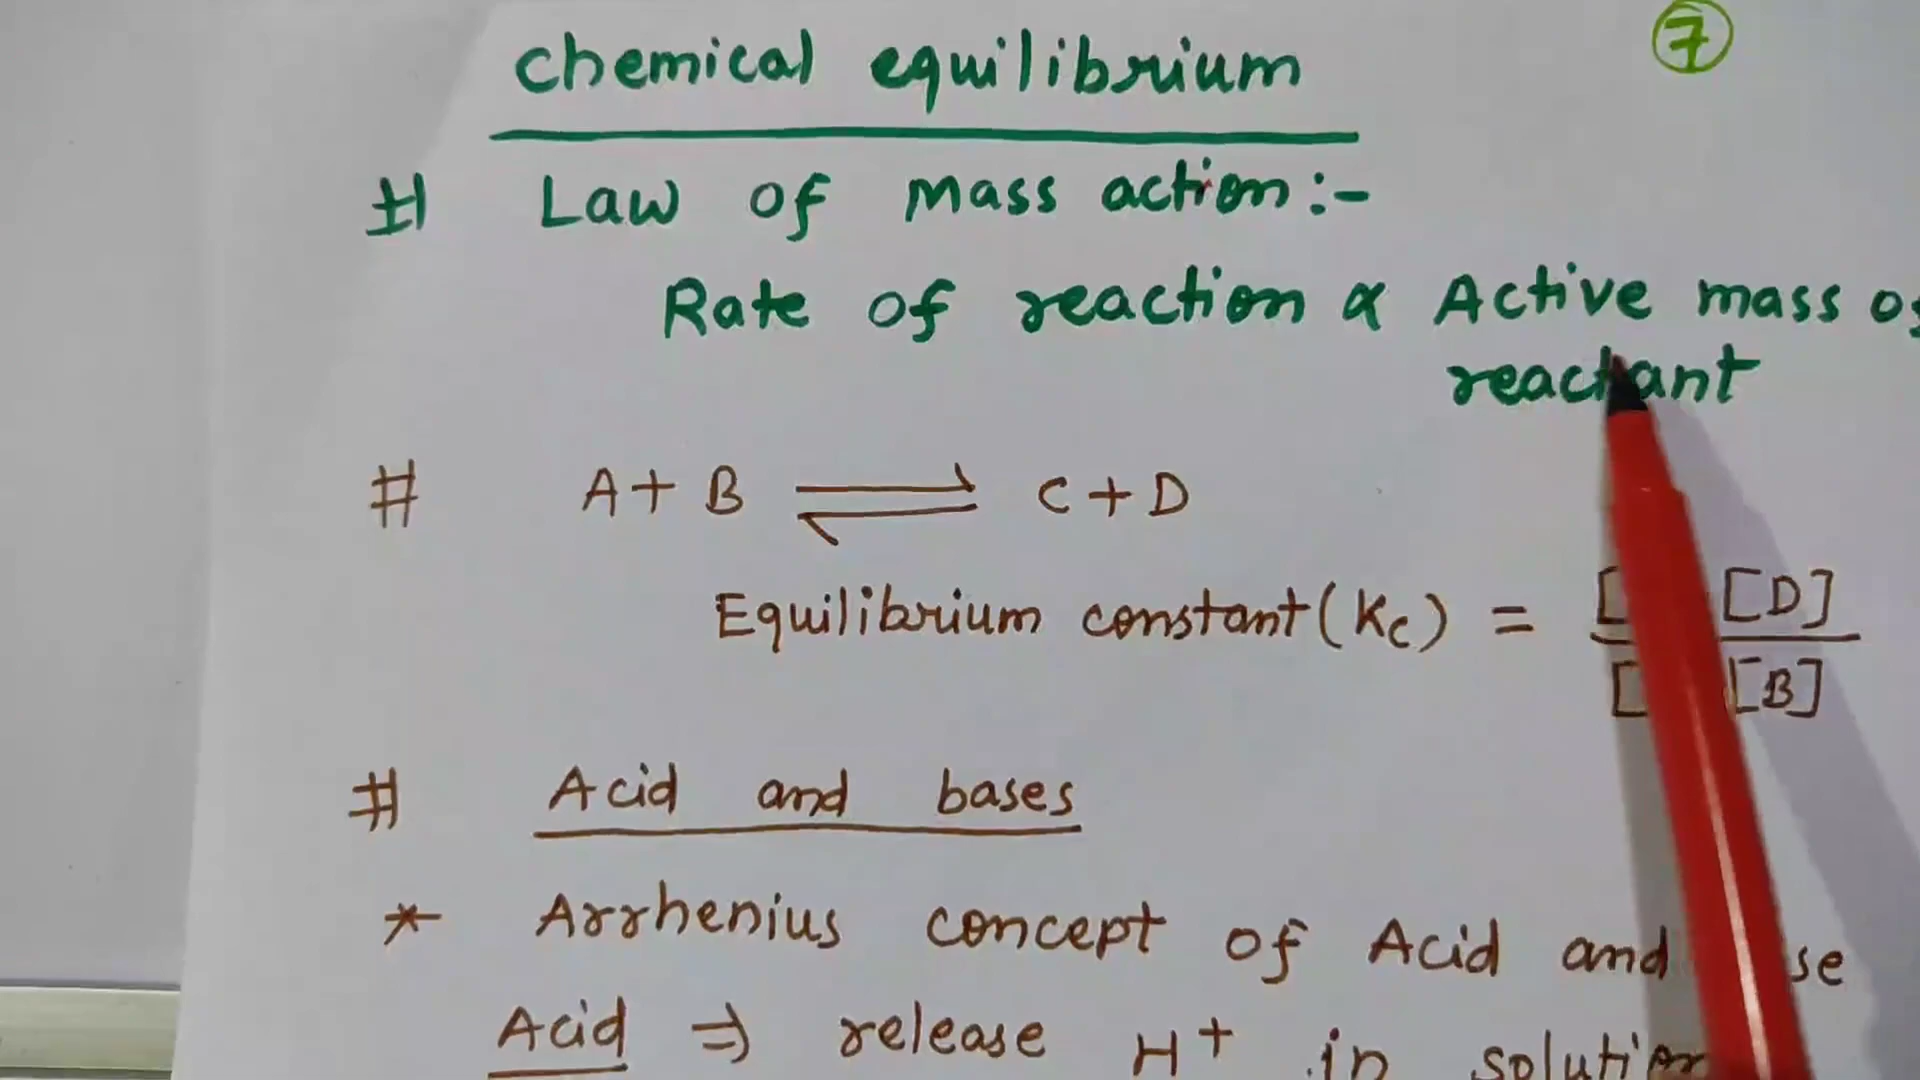 7
Chemical equilibrium
# Law of mass action:-
Rate of reaction ∝ Active mass of
reactant
# A + B ⇌ C + D
Equilibrium constant (Kc) = [ [D]
[ [B]
# Acid and bases
* Arrhenius concept of Acid and
Acid ⇒ release H+ in